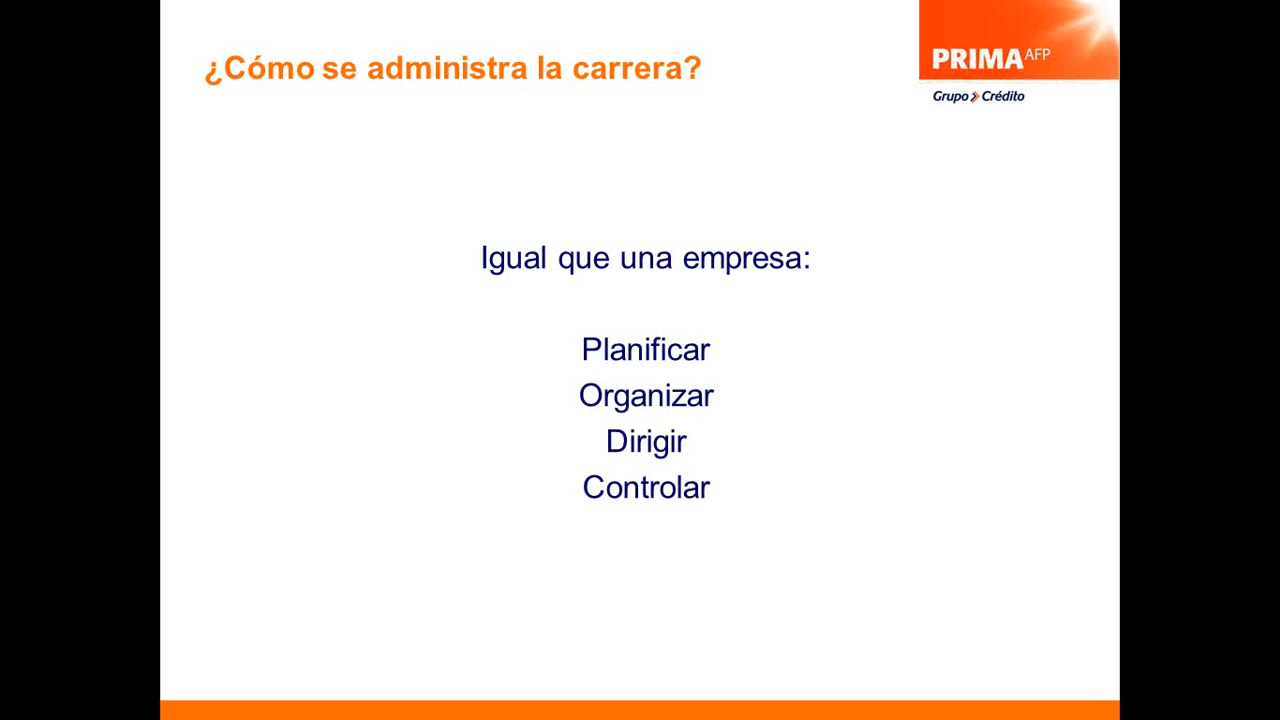 ¿Cómo se administra la carrera?
PRIMA AFP
Grupo Crédito
Igual que una empresa:
Planificar
Organizar
Dirigir
Controlar